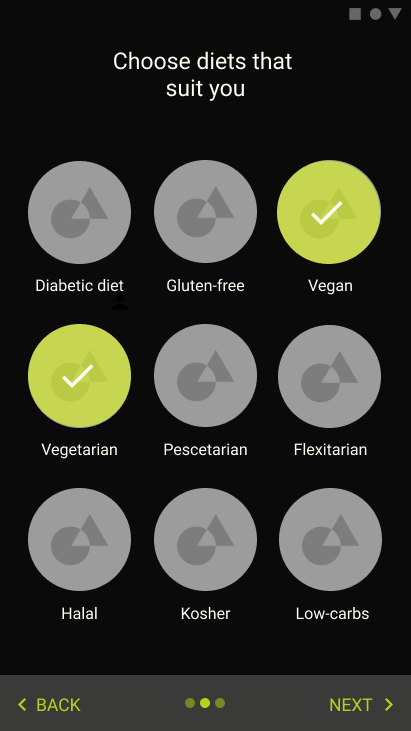 Choose diets that
suit you
Diabetic diet
Gluten-free
Vegan
Vegetarian
Pescetarian
Flexitarian
Halal
Kosher
Low-carbs
BACK
NEXT